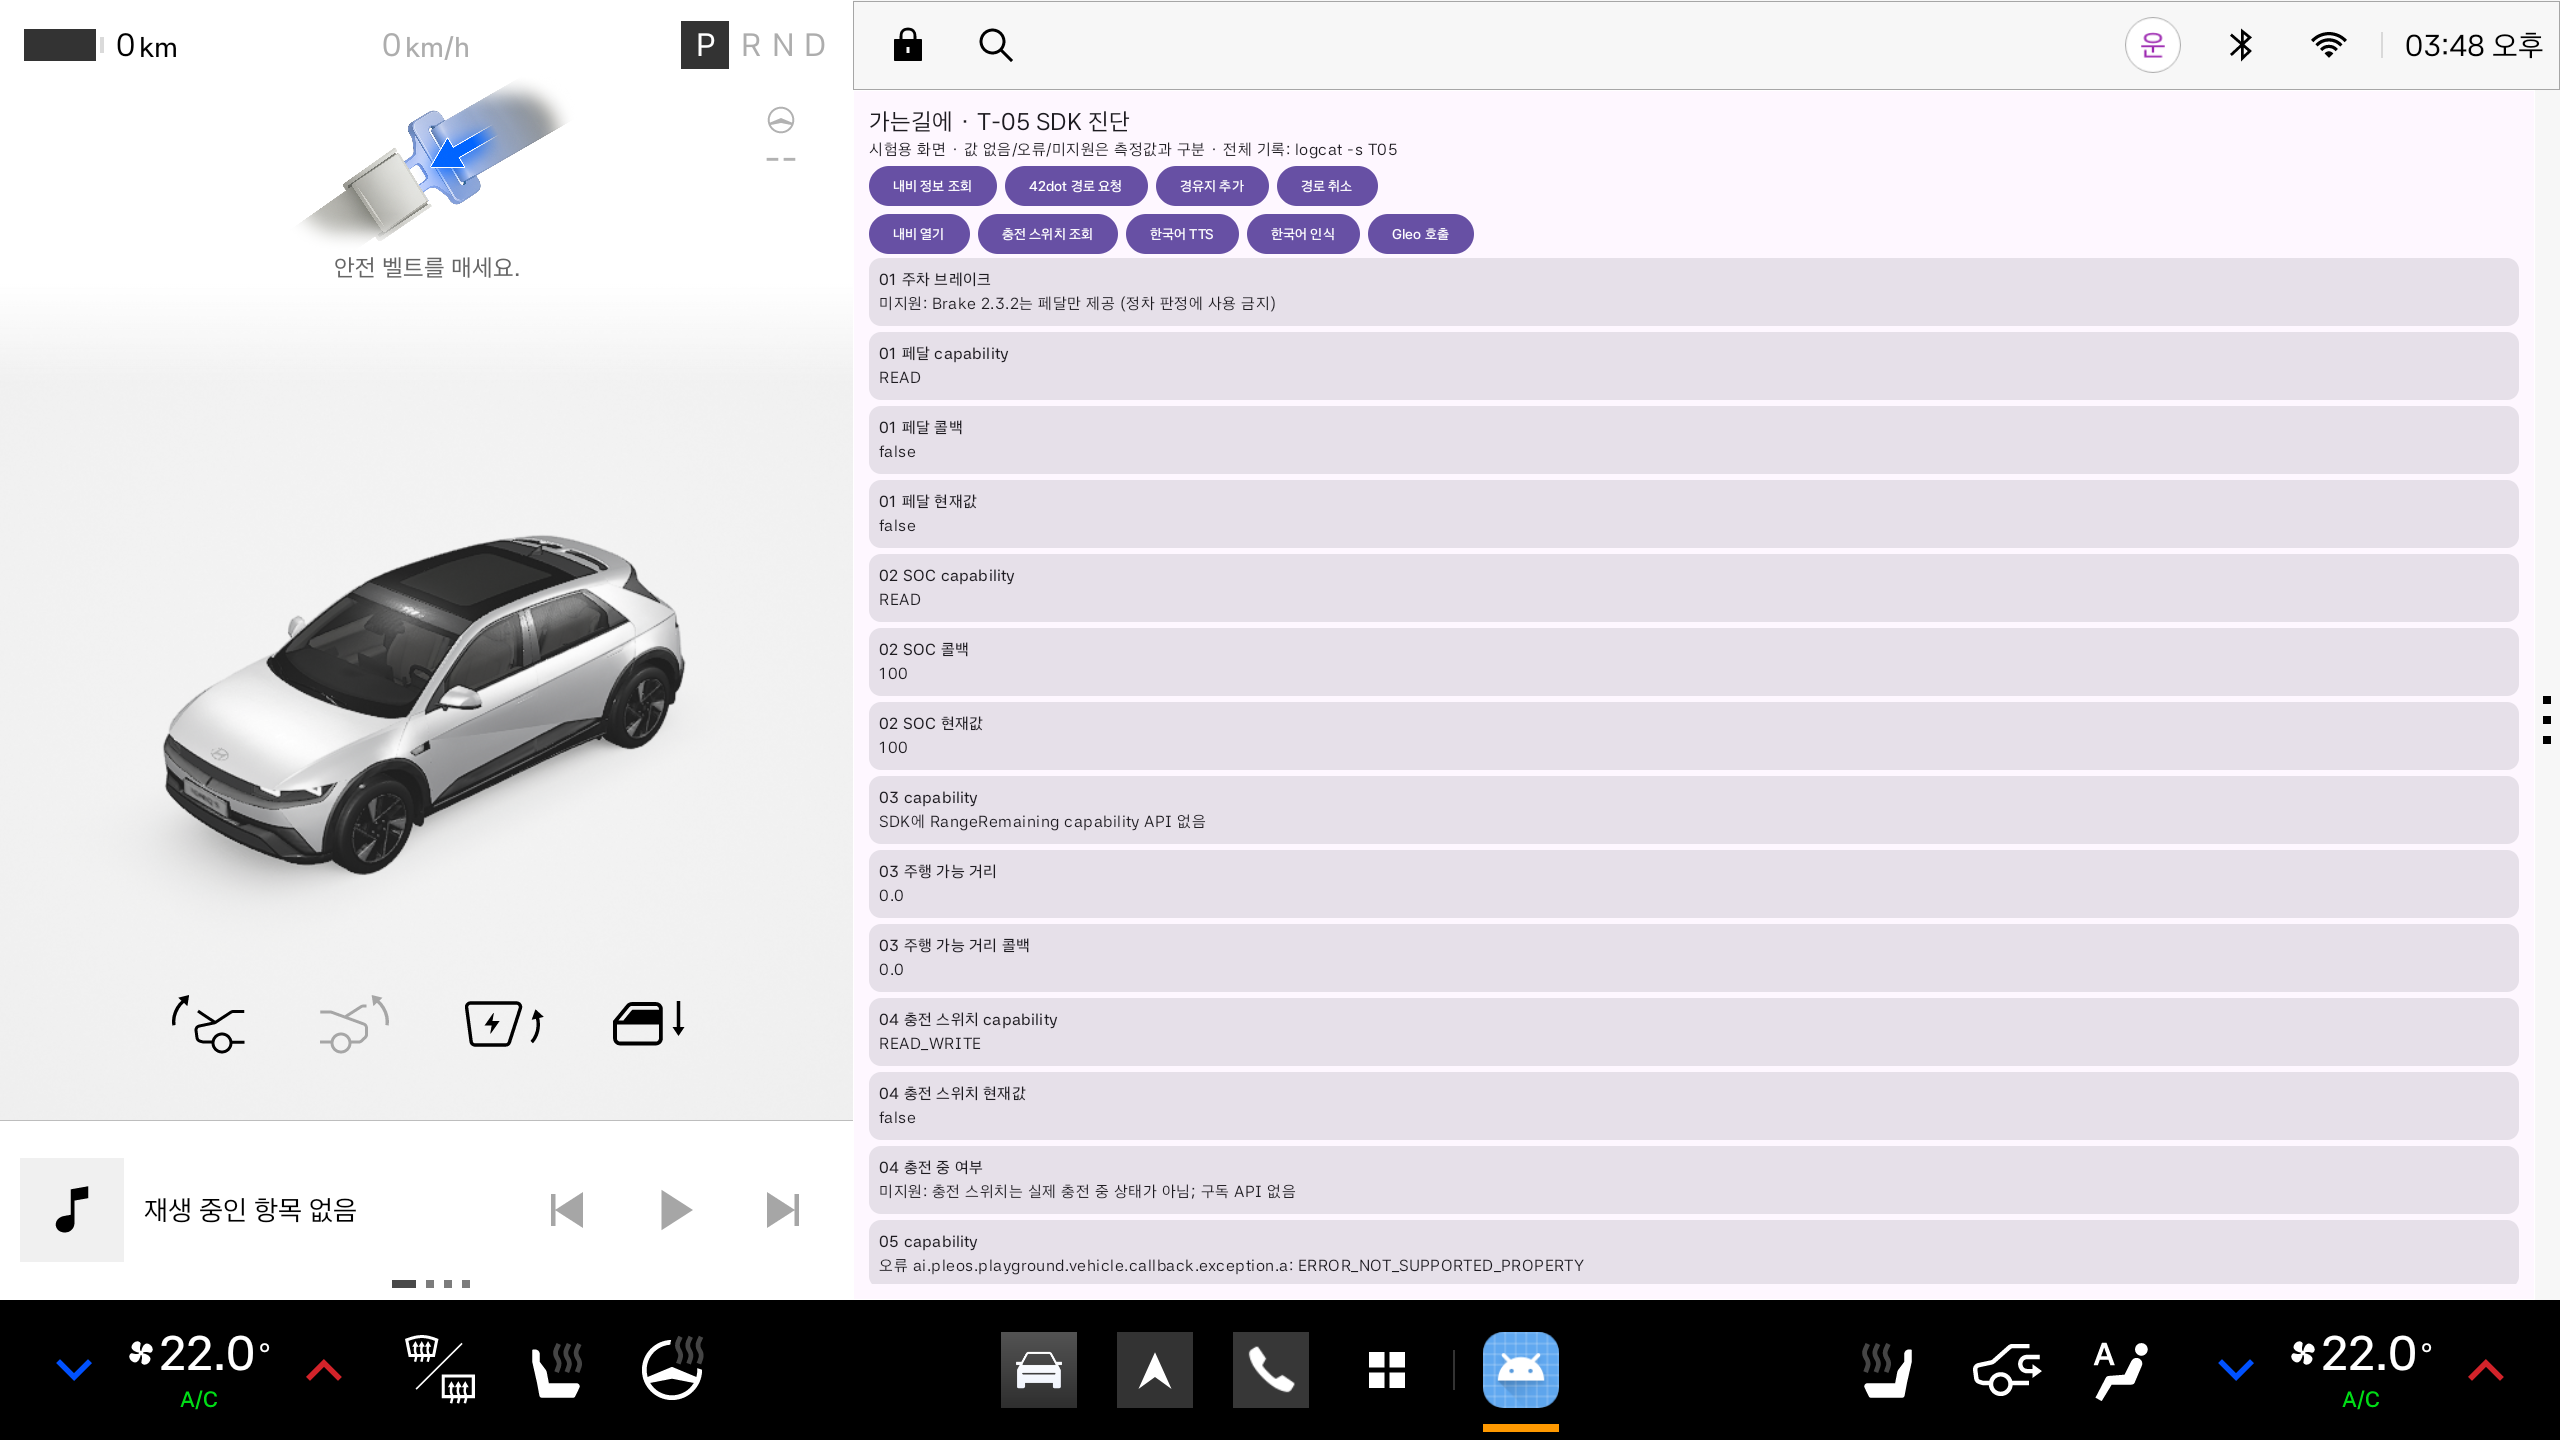 0 km
0 km/h
P R N D
03:48 오후
운
안전 벨트를 매세요.
가는길에 · T-05 SDK 진단
시험용 화면 · 값 없음/오류/미지원은 측정값과 구분 · 전체 기록: logcat -s T05
내비 정보 조회
42dot 경로 요청
경유지 추가
경로 취소
내비 열기
충전 스위치 조회
한국어 TTS
한국어 인식
Gleo 호출
01 주차 브레이크
미지원: Brake 2.3.2는 페달만 제공 (정차 판정에 사용 금지)
01 페달 capability
READ
01 페달 콜백
false
01 페달 현재값
false
02 SOC capability
READ
02 SOC 콜백
100
02 SOC 현재값
100
03 capability
SDK에 RangeRemaining capability API 없음
03 주행 가능 거리
0.0
03 주행 가능 거리 콜백
0.0
04 충전 스위치 capability
READ_WRITE
04 충전 스위치 현재값
false
04 충전 중 여부
미지원: 충전 스위치는 실제 충전 중 상태가 아님; 구독 API 없음
05 capability
오류 ai.pleos.playground.vehicle.callback.exception.a: ERROR_NOT_SUPPORTED_PROPERTY
재생 중인 항목 없음
22.0°
A/C
A
22.0°
A/C